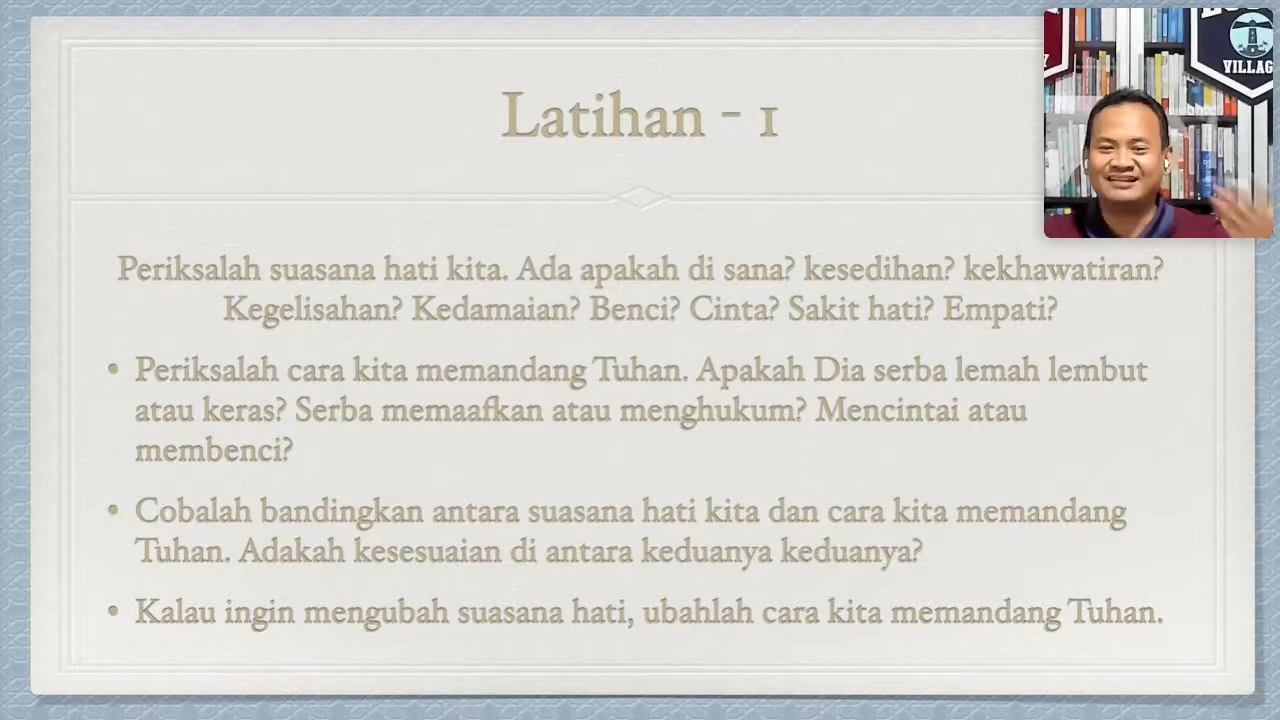 Latihan - 1
Periksalah suasana hati kita. Ada apakah di sana? kesedihan? kekhawatiran?
Kegelisahan? Kedamaian? Benci? Cinta? Sakit hati? Empati?
• Periksalah cara kita memandang Tuhan. Apakah Dia serba lemah lembut
atau keras? Serba memaafkan atau menghukum? Mencintai atau
membenci?
• Cobalah bandingkan antara suasana hati kita dan cara kita memandang
Tuhan. Adakah kesesuaian di antara keduanya keduanya?
• Kalau ingin mengubah suasana hati, ubahlah cara kita memandang Tuhan.